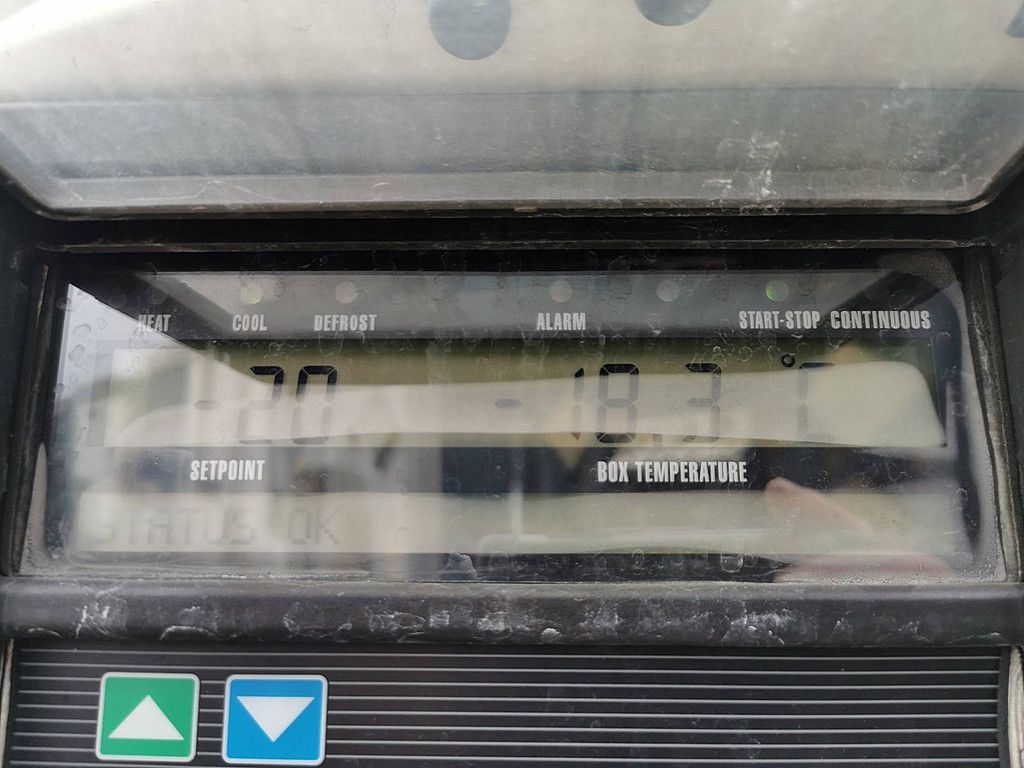 HEAT COOL DEFROST ALARM START-STOP CONTINUOUS
-20 -18.3 °C
SETPOINT BOX TEMPERATURE
STATUS OK